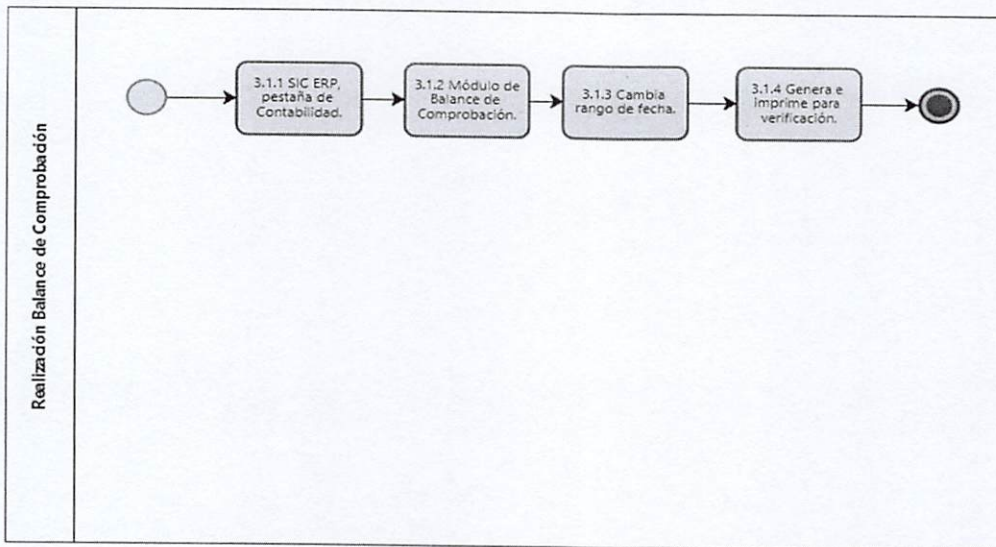 Realización Balance de Comprobación
3.1.1 SIC ERP,
pestaña de
Contabilidad.
3.1.2 Módulo de
Balance de
Comprobación.
3.1.3 Cambia
rango de fecha.
3.1.4 Genera e
imprime para
verificación.